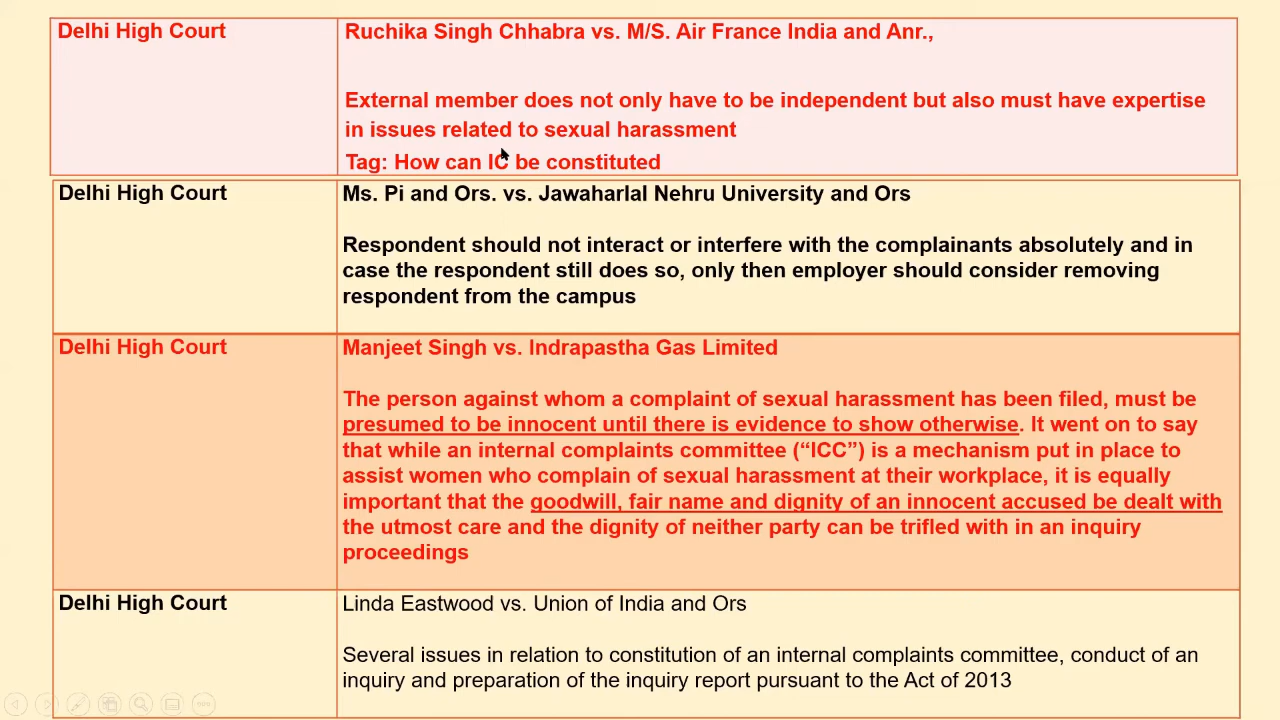 Delhi High Court
Ruchika Singh Chhabra vs. M/S. Air France India and Anr.,
External member does not only have to be independent but also must have expertise
in issues related to sexual harassment
Tag: How can IC be constituted
Delhi High Court
Ms. Pi and Ors. vs. Jawaharlal Nehru University and Ors
Respondent should not interact or interfere with the complainants absolutely and in
case the respondent still does so, only then employer should consider removing
respondent from the campus
Delhi High Court
Manjeet Singh vs. Indrapastha Gas Limited
The person against whom a complaint of sexual harassment has been filed, must be
presumed to be innocent until there is evidence to show otherwise. It went on to say
that while an internal complaints committee (“ICC”) is a mechanism put in place to
assist women who complain of sexual harassment at their workplace, it is equally
important that the goodwill, fair name and dignity of an innocent accused be dealt with
the utmost care and the dignity of neither party can be trifled with in an inquiry
proceedings
Delhi High Court
Linda Eastwood vs. Union of India and Ors
Several issues in relation to constitution of an internal complaints committee, conduct of an
inquiry and preparation of the inquiry report pursuant to the Act of 2013